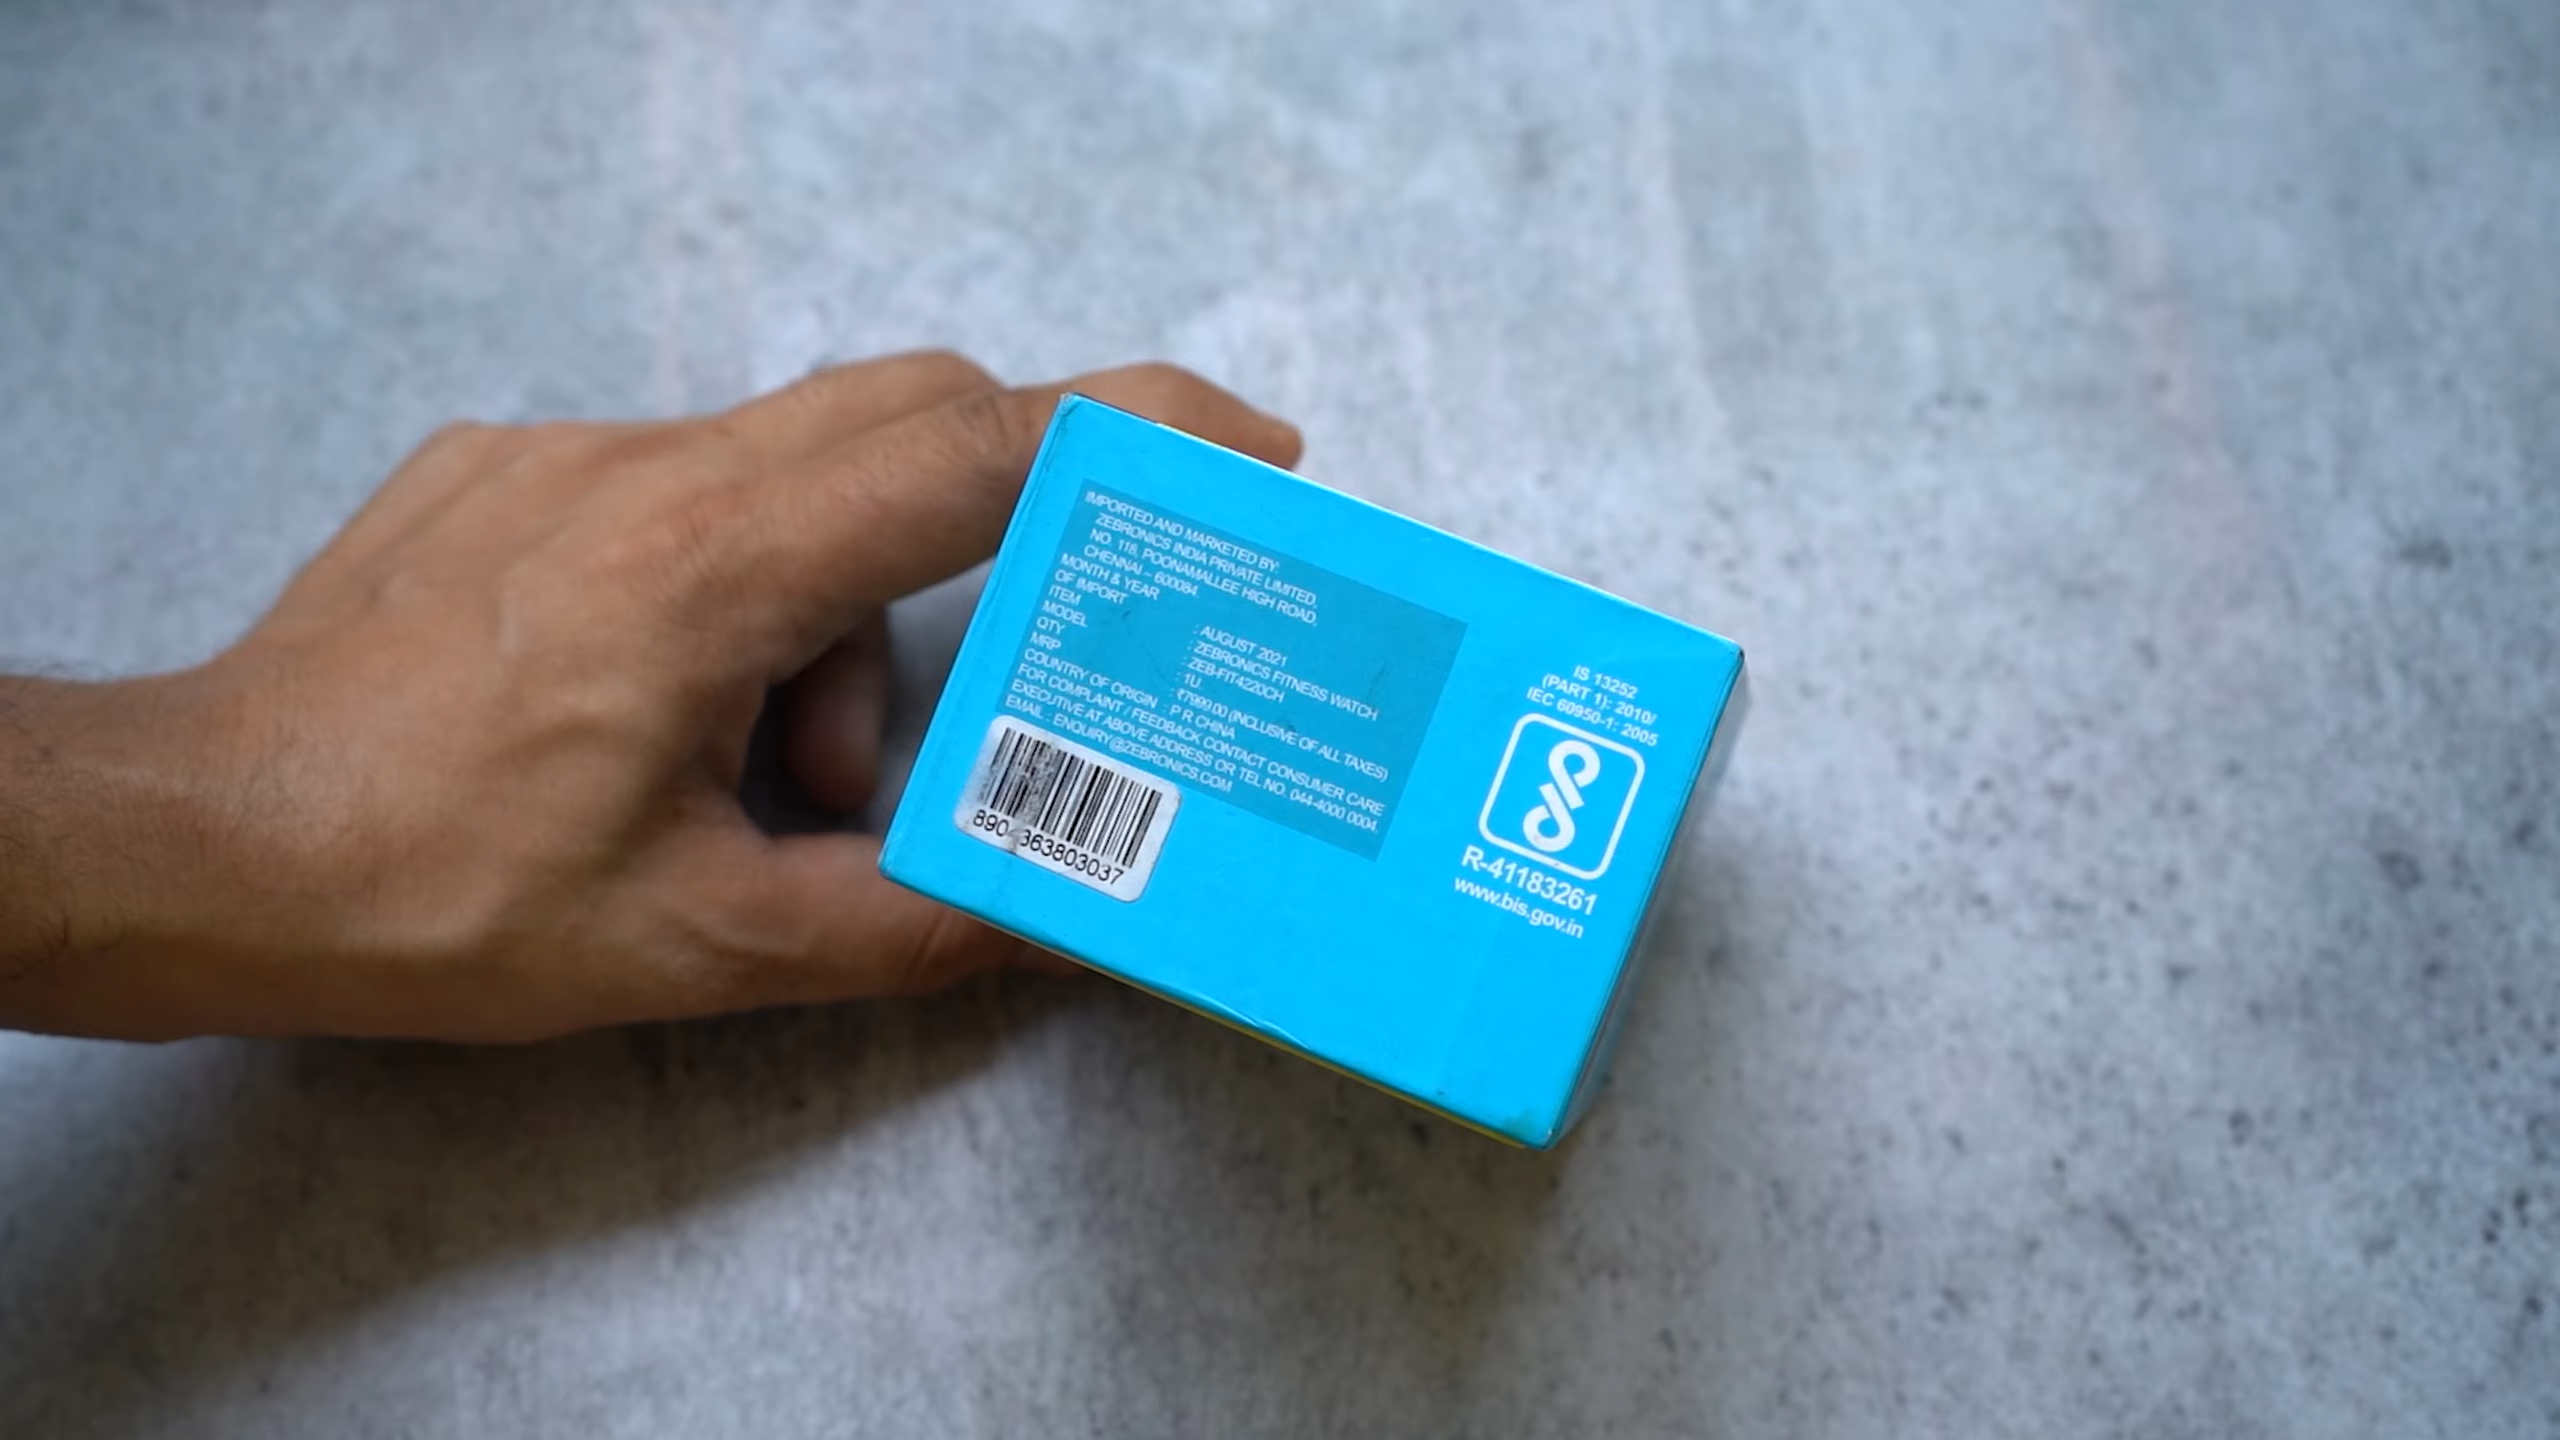 IMPORTED AND MARKETED BY:
ZEBRONICS INDIA PRIVATE LIMITED,
NO. 118, POONAMALLEE HIGH ROAD,
CHENNAI – 600084
MONTH & YEAR
OF IMPORT : AUGUST 2021
ITEM : ZEBRONICS FITNESS WATCH
MODEL : ZEB-FIT4220CH
QTY : 1U
MRP : ₹7999.00 (INCLUSIVE OF ALL TAXES)
COUNTRY OF ORIGIN : P R CHINA
FOR COMPLAINT / FEEDBACK CONTACT CONSUMER CARE
EXECUTIVE AT ABOVE ADDRESS OR TEL NO. 044-4000 0004.
EMAIL : ENQUIRY@ZEBRONICS.COM
IS 13252
(PART 1): 2010/
IEC 60950-1: 2005
R-41183261
www.bis.gov.in